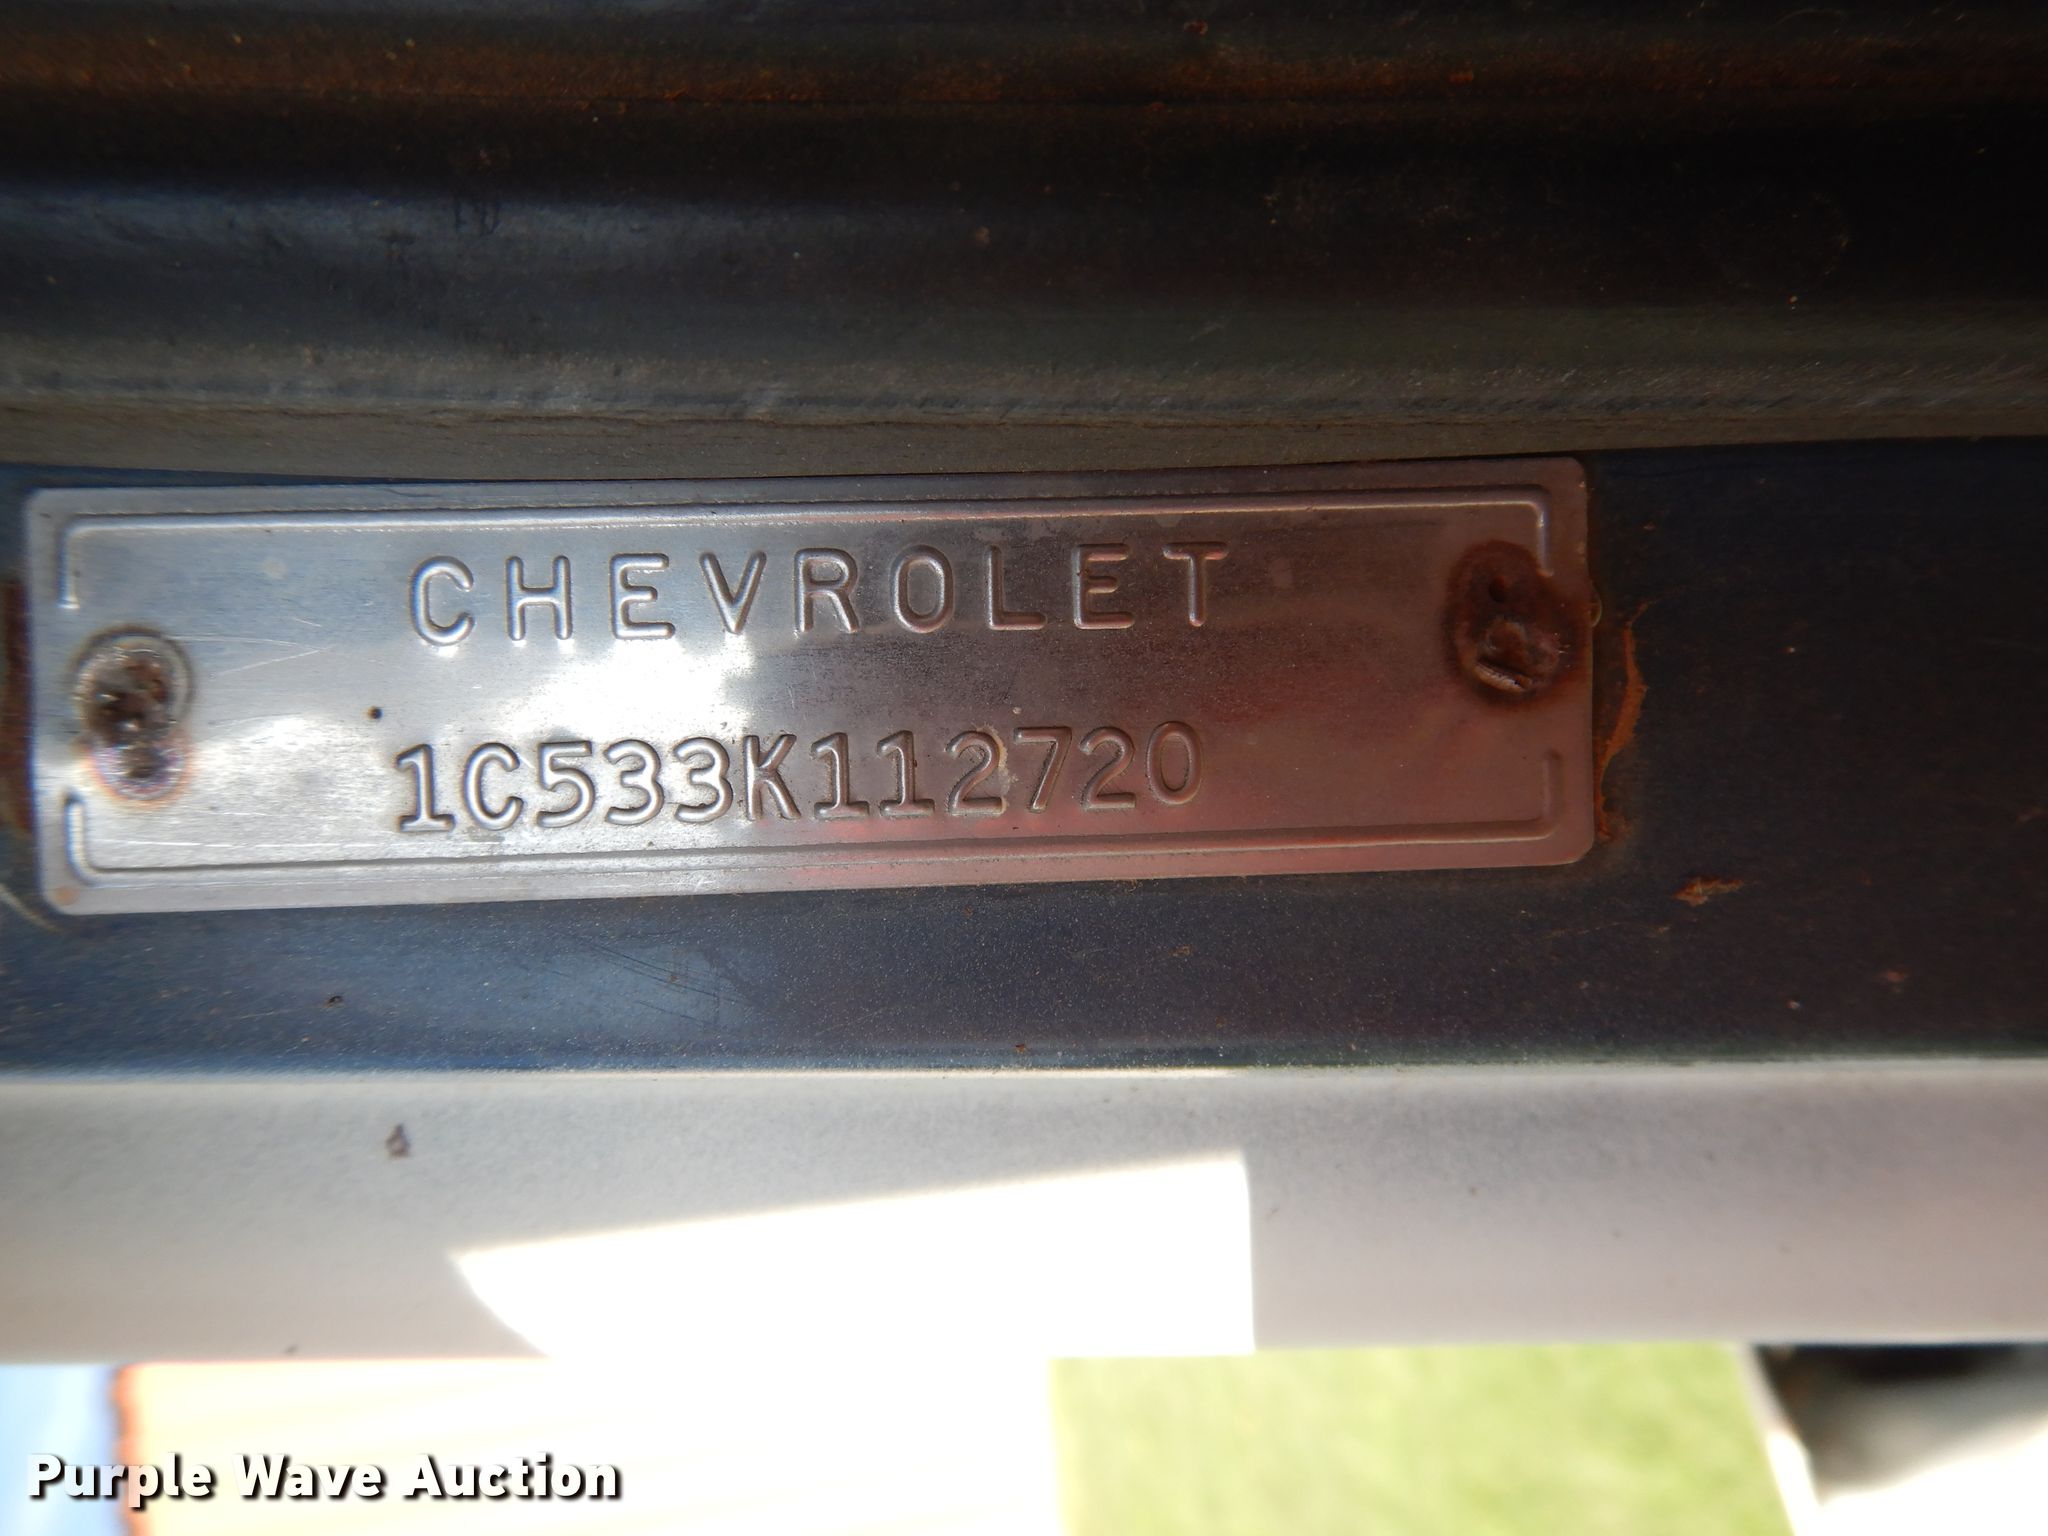 CHEVROLET
1C533K112720
Purple Wave Auction